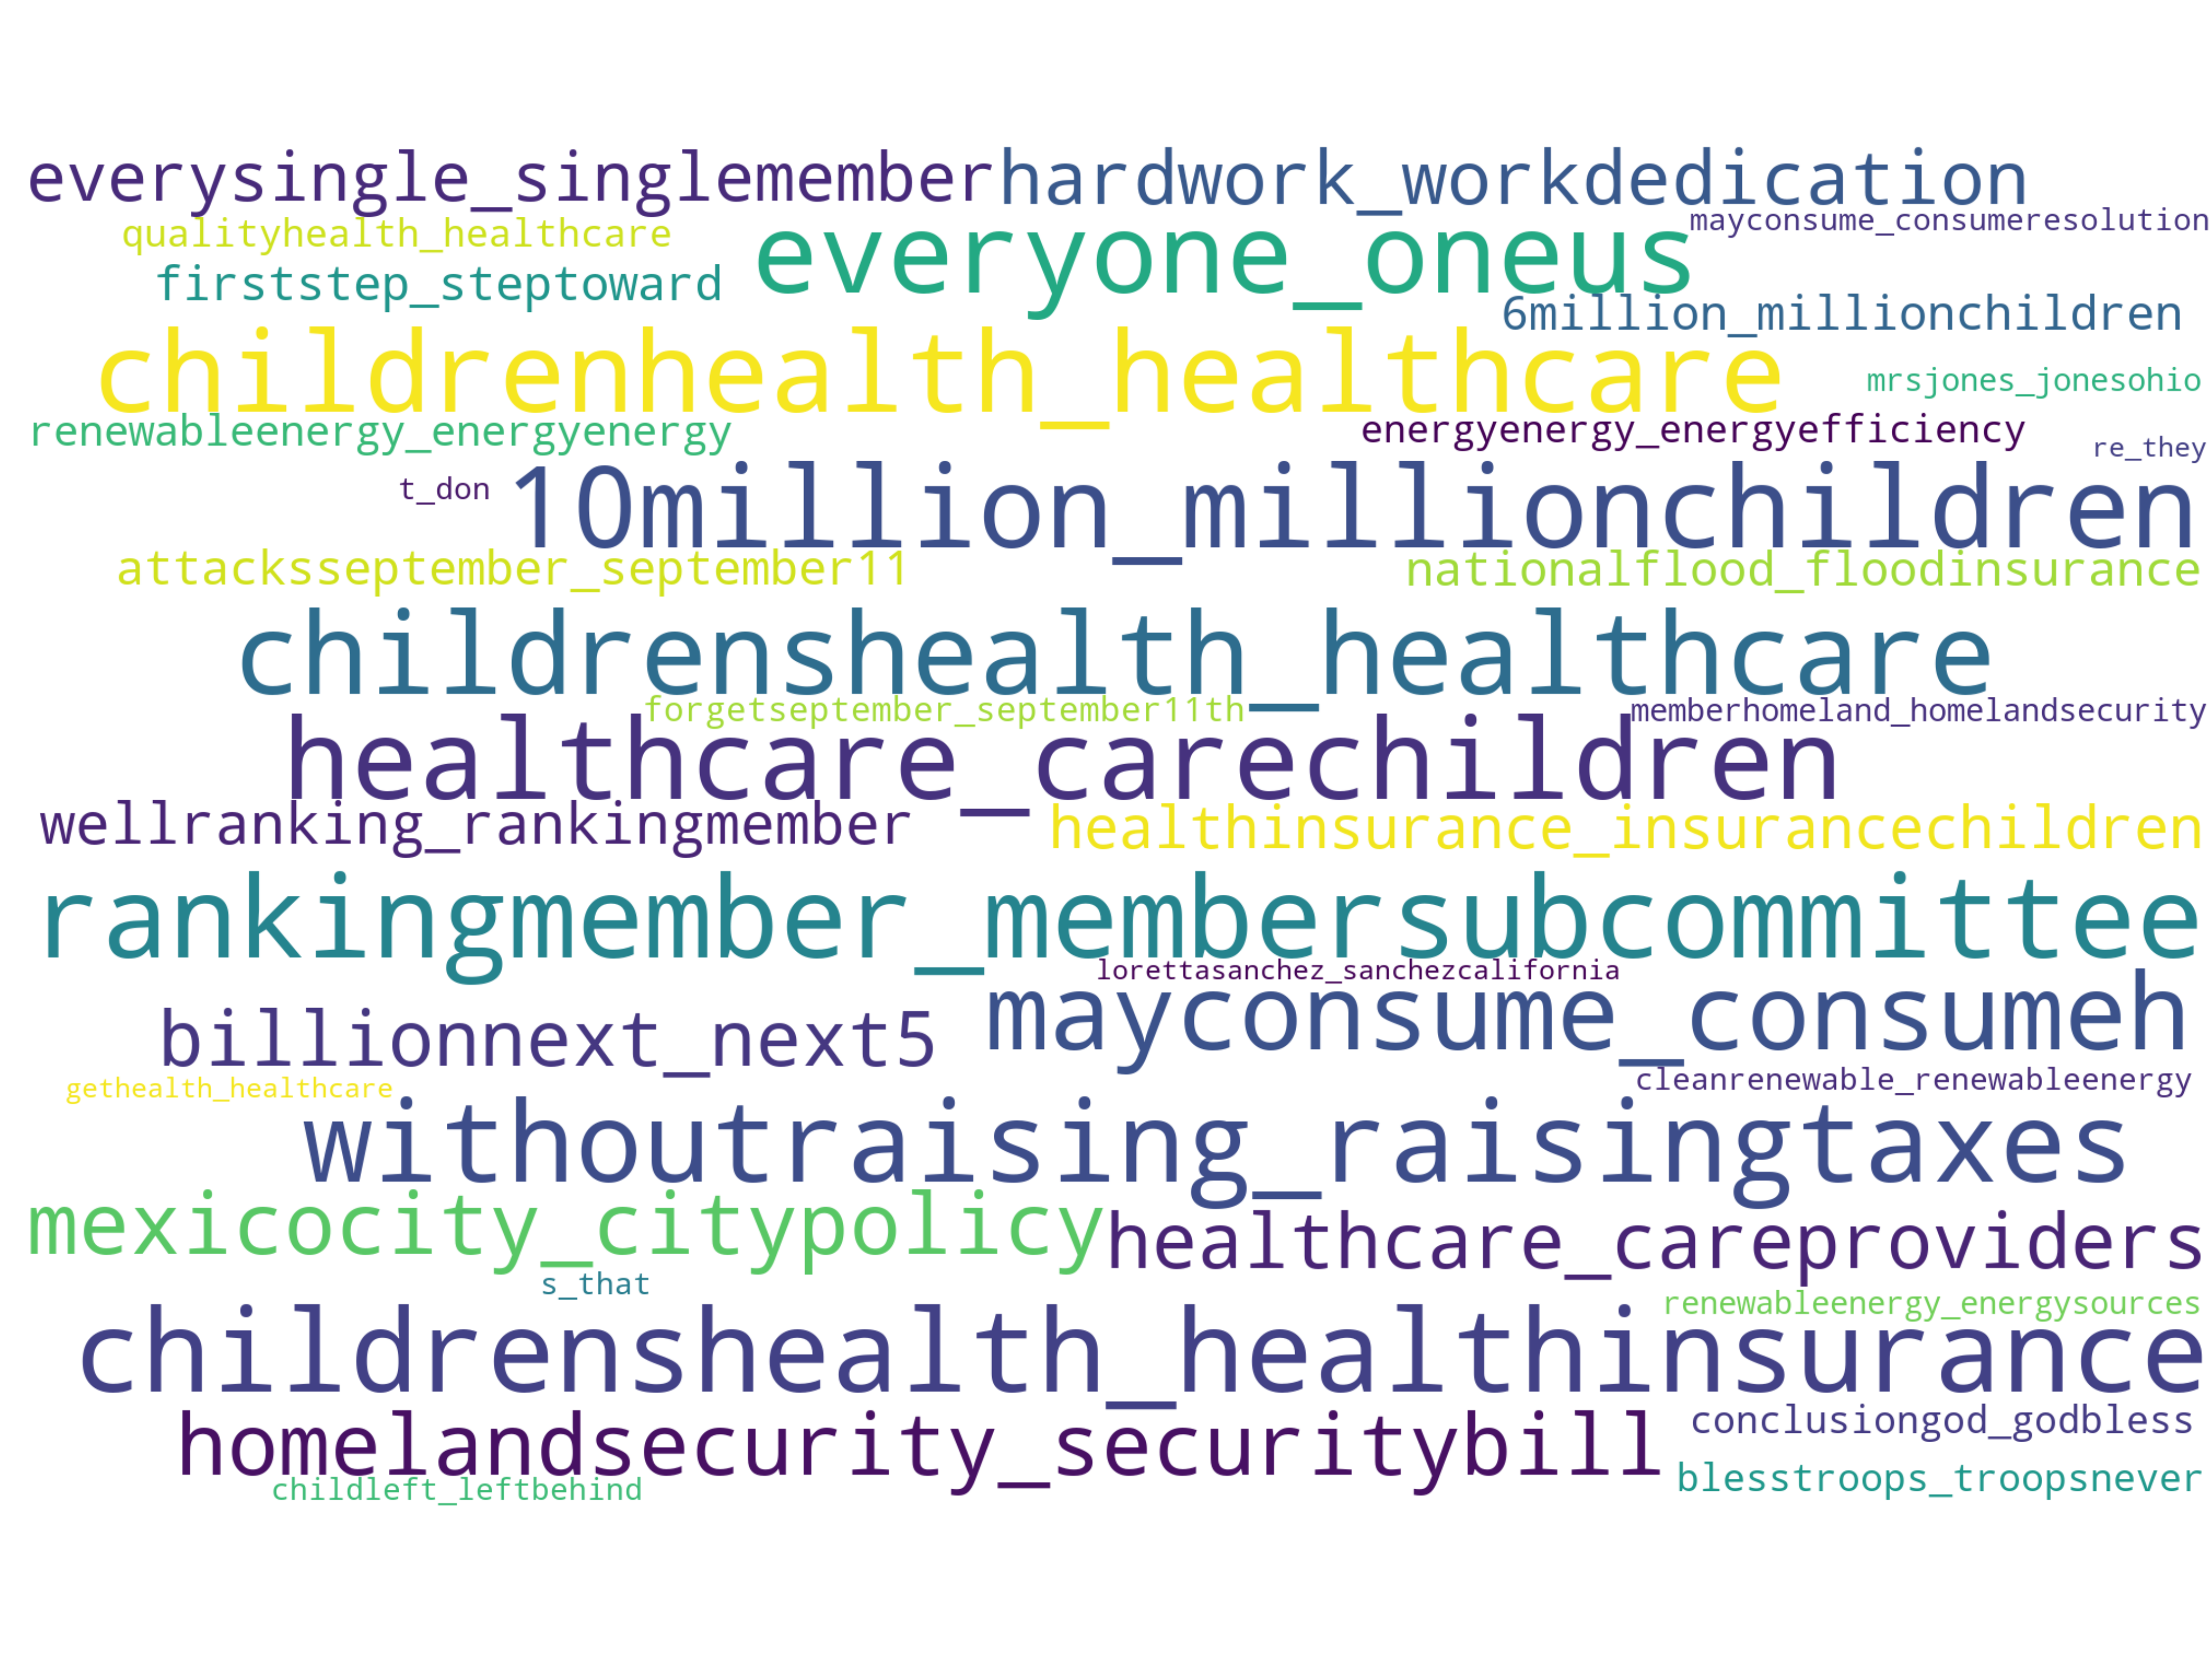 everysingle_singlemember hardwork_workdedication
qualityhealth_healthcare everyone_oneus mayconsume_consumeresolution
firststep_steptoward 6million_millionchildren
childrenhealth_healthcare mrsjones_jonesohio
renewableenergy_energyenergy energyenergy_energyefficiency re_they
t_don 10million_millionchildren
attacksseptember_september11 nationalflood_floodinsurance
childrenshealth_healthcare
forgetseptember_september11th memberhomeland_homelandsecurity
healthcare_carechildren
wellranking_rankingmember healthinsurance_insurancechildren
rankingmember_membersubcommittee
lorettasanchez_sanchezcalifornia
billionnext_next5 mayconsume_consumeh
gethealth_healthcare cleanrenewable_renewableenergy
withoutraising_raisingtaxes
mexicocity_citypolicy healthcare_careproviders
s_that renewableenergy_energysources
childrenshealth_healthinsurance
homelandsecurity_securitybill conclusiongod_godbless
childleft_leftbehind blesstroops_troopsnever